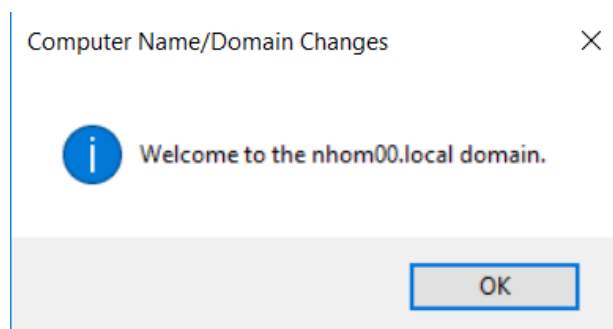 Computer Name/Domain Changes
Welcome to the nhom00.local domain.
OK